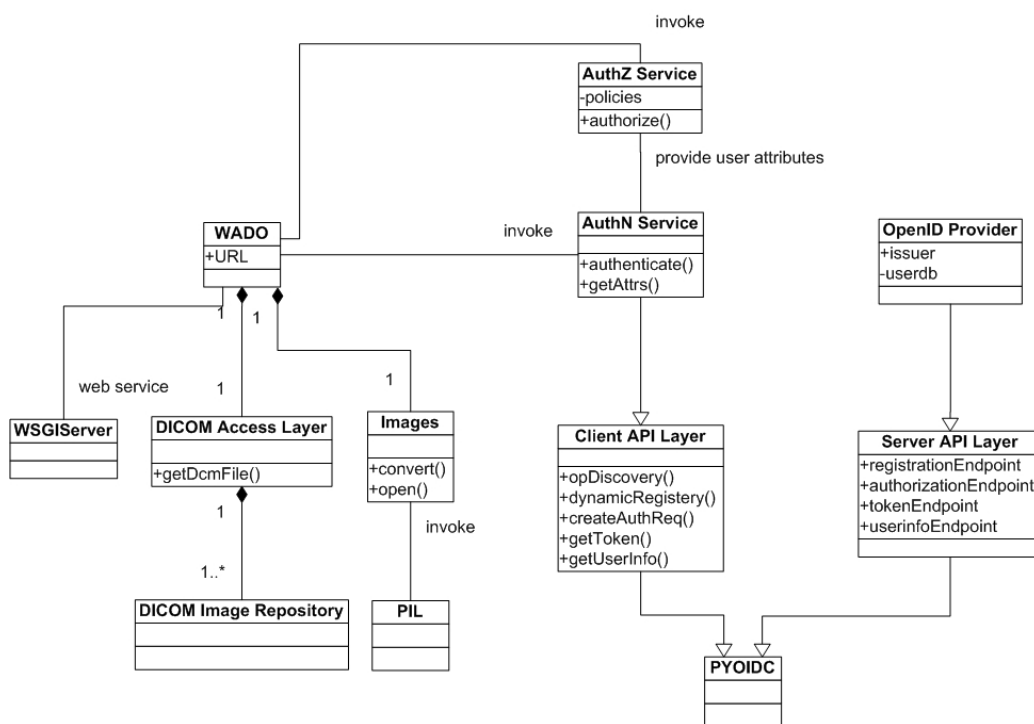 invoke
AuthZ Service
-policies
+authorize()
provide user attributes
WADO
+URL
invoke
AuthN Service
+authenticate()
+getAttrs()
OpenID Provider
+issuer
-userdb
1
1
web service
1
1
WSGIServer
DICOM Access Layer
+getDcmFile()
Images
+convert()
+open()
Client API Layer
+opDiscovery()
+dynamicRegistery()
+createAuthReq()
+getToken()
+getUserInfo()
Server API Layer
+registrationEndpoint
+authorizationEndpoint
+tokenEndpoint
+userinfoEndpoint
1
invoke
1..*
DICOM Image Repository
PIL
PYOIDC